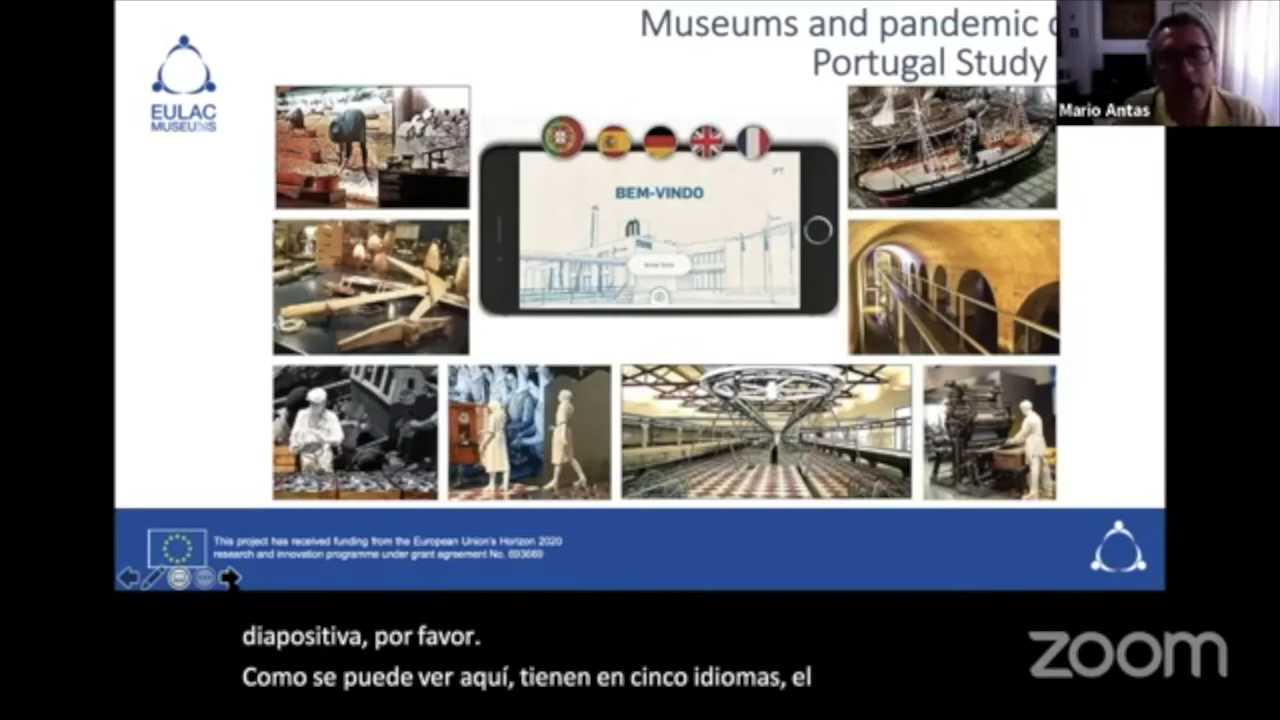 Museums and pandemic
Portugal Study
EULAC
MUSEUMS
Mario Antas
PT
BEM-VINDO
This project has received funding from the European Union's Horizon 2020
research and innovation programme under grant agreement No. 693669
diapositiva, por favor.
Como se puede ver aquí, tienen en cinco idiomas, el
zoom